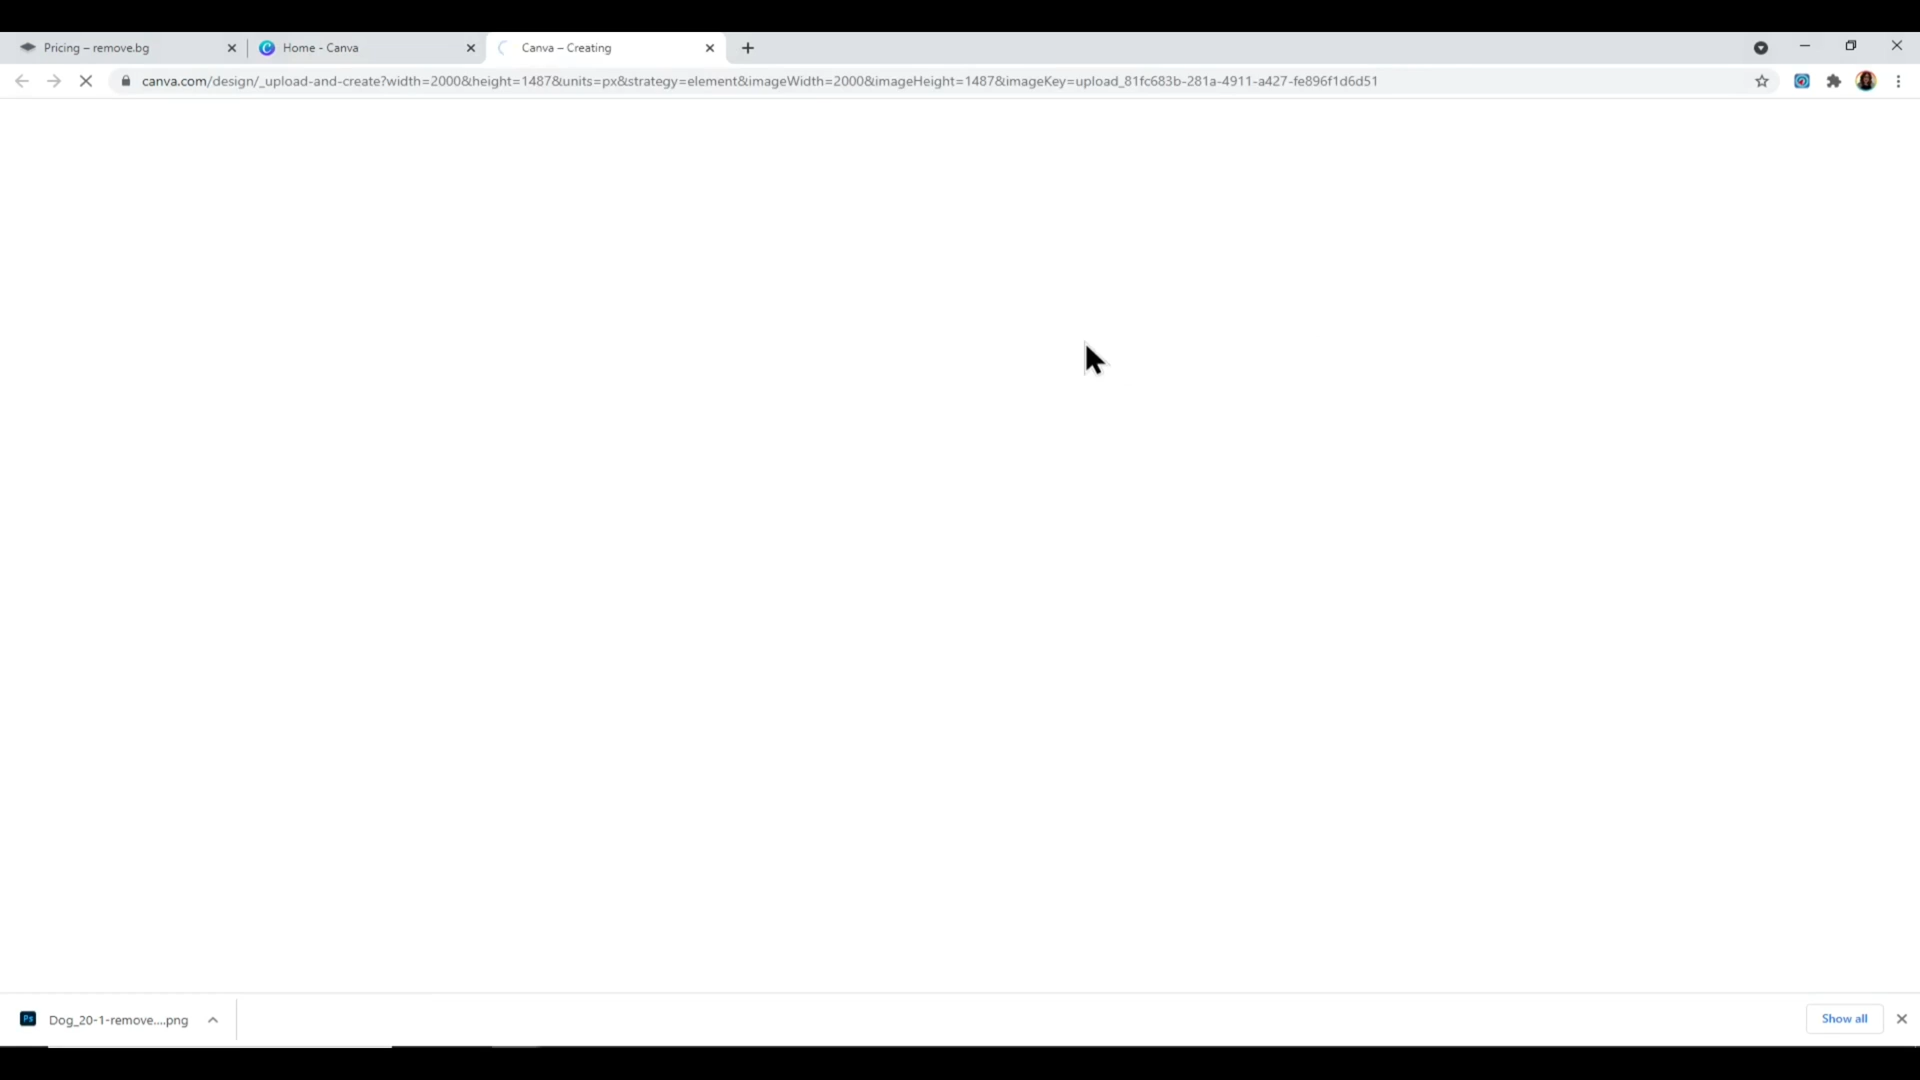 Pricing – remove.bg
Home - Canva
Canva – Creating
canva.com/design/_upload-and-create?width=2000&height=1487&units=px&strategy=element&imageWidth=2000&imageHeight=1487&imageKey=upload_81fc683b-281a-4911-a427-fe896f1d6d51
Ps
Dog_20-1-remove....png
Show all